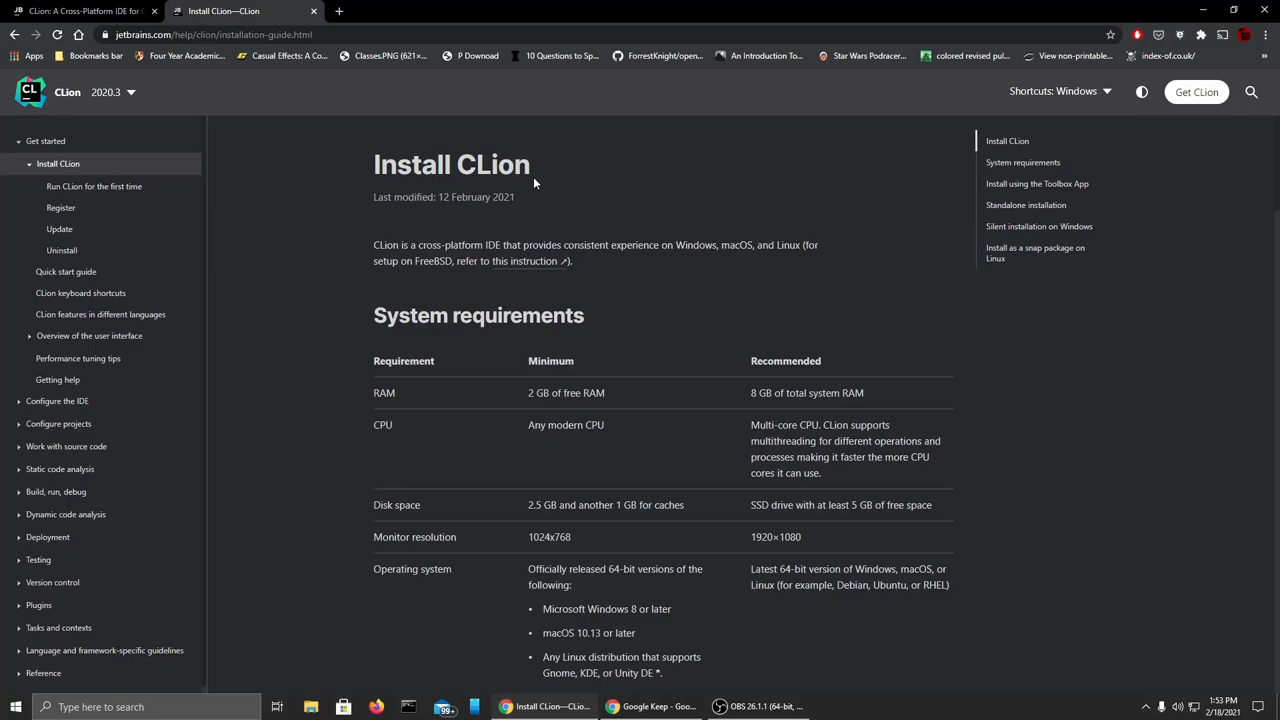 CLion: A Cross-Platform IDE for C
Install CLion—CLion
jetbrains.com/help/clion/installation-guide.html
Apps
Bookmarks bar
Four Year Academic...
Casual Effects & Co...
Classes.PNG (621×...
P Downoad
10 Questions to Sp...
ForrestKnight/open...
An Introduction To...
Star Wars Podracer...
colored revised pul...
View non-printable...
index-of.co.uk/
»
CL
CLion
2020.3
Shortcuts: Windows
Get CLion
Get started
Install CLion
Run CLion for the first time
Register
Update
Uninstall
Quick start guide
CLion keyboard shortcuts
CLion features in different languages
Overview of the user interface
Performance tuning tips
Getting help
Configure the IDE
Configure projects
Work with source code
Static code analysis
Build, run, debug
Dynamic code analysis
Deployment
Testing
Version control
Plugins
Tasks and contexts
Language and framework-specific guidelines
Reference
Install CLion
Last modified: 12 February 2021
CLion is a cross-platform IDE that provides consistent experience on Windows, macOS, and Linux (for
setup on FreeBSD, refer to this instruction ↗).
System requirements
Requirement Minimum Recommended
RAM 2 GB of free RAM 8 GB of total system RAM
CPU Any modern CPU Multi-core CPU. CLion supports
multithreading for different operations and
processes making it faster the more CPU
cores it can use.
Disk space 2.5 GB and another 1 GB for caches SSD drive with at least 5 GB of free space
Monitor resolution 1024x768 1920×1080
Operating system Officially released 64-bit versions of the Latest 64-bit version of Windows, macOS, or
following: Linux (for example, Debian, Ubuntu, or RHEL)
• Microsoft Windows 8 or later
• macOS 10.13 or later
• Any Linux distribution that supports
Gnome, KDE, or Unity DE *.
Install CLion
System requirements
Install using the Toolbox App
Standalone installation
Silent installation on Windows
Install as a snap package on
Linux
Type here to search
99+
Install CLion—CLio...
Google Keep - Goo...
OBS 26.1.1 (64-bit, ...
1:53 PM
2/18/2021